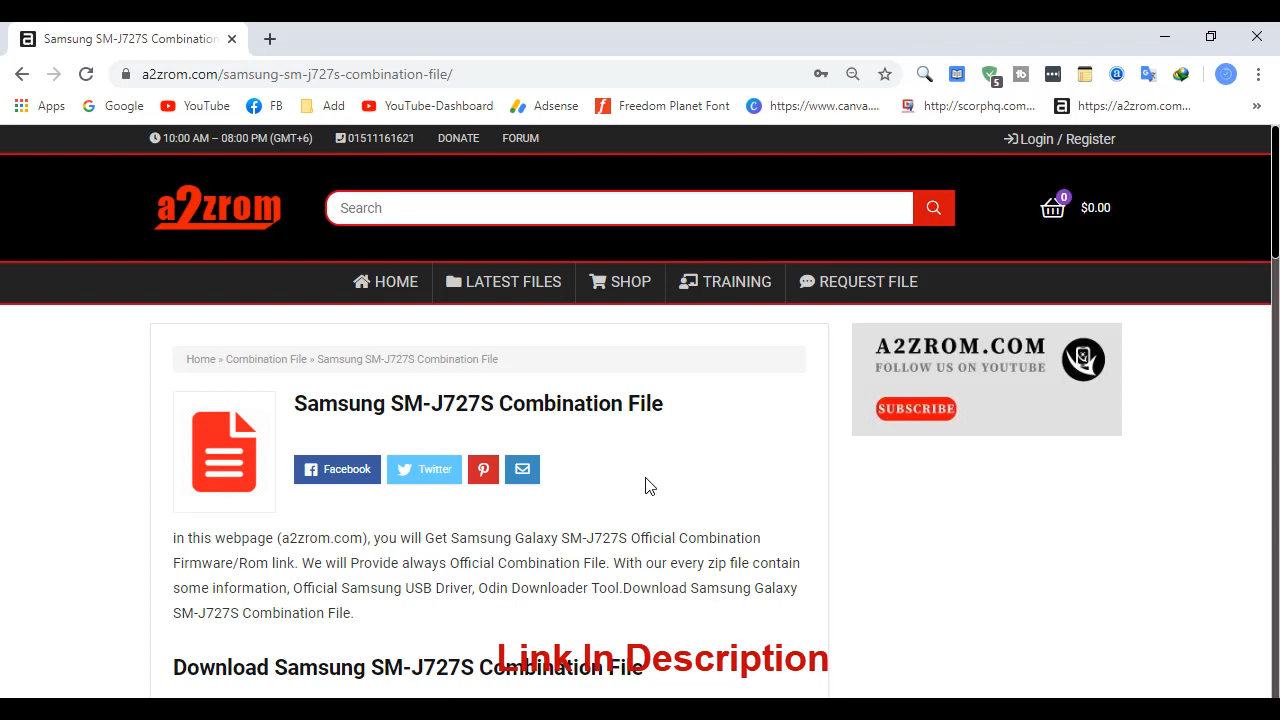 Samsung SM-J727S Combination
a2zrom.com/samsung-sm-j727s-combination-file/
5
Apps Google YouTube FB Add YouTube-Dashboard Adsense Freedom Planet Font https://www.canva.... http://scorphq.com... https://a2zrom.com... »
10:00 AM – 08:00 PM (GMT+6) 01511161621 DONATE FORUM Login / Register
a2zrom Search 0 $0.00
HOME LATEST FILES SHOP TRAINING REQUEST FILE
Home » Combination File » Samsung SM-J727S Combination File
Samsung SM-J727S Combination File
Facebook Twitter
in this webpage (a2zrom.com), you will Get Samsung Galaxy SM-J727S Official Combination
Firmware/Rom link. We will Provide always Official Combination File. With our every zip file contain
some information, Official Samsung USB Driver, Odin Downloader Tool.Download Samsung Galaxy
SM-J727S Combination File.
Download Samsung SM-J727S Combination File
Link In Description
A2ZROM.COM
FOLLOW US ON YOUTUBE
SUBSCRIBE